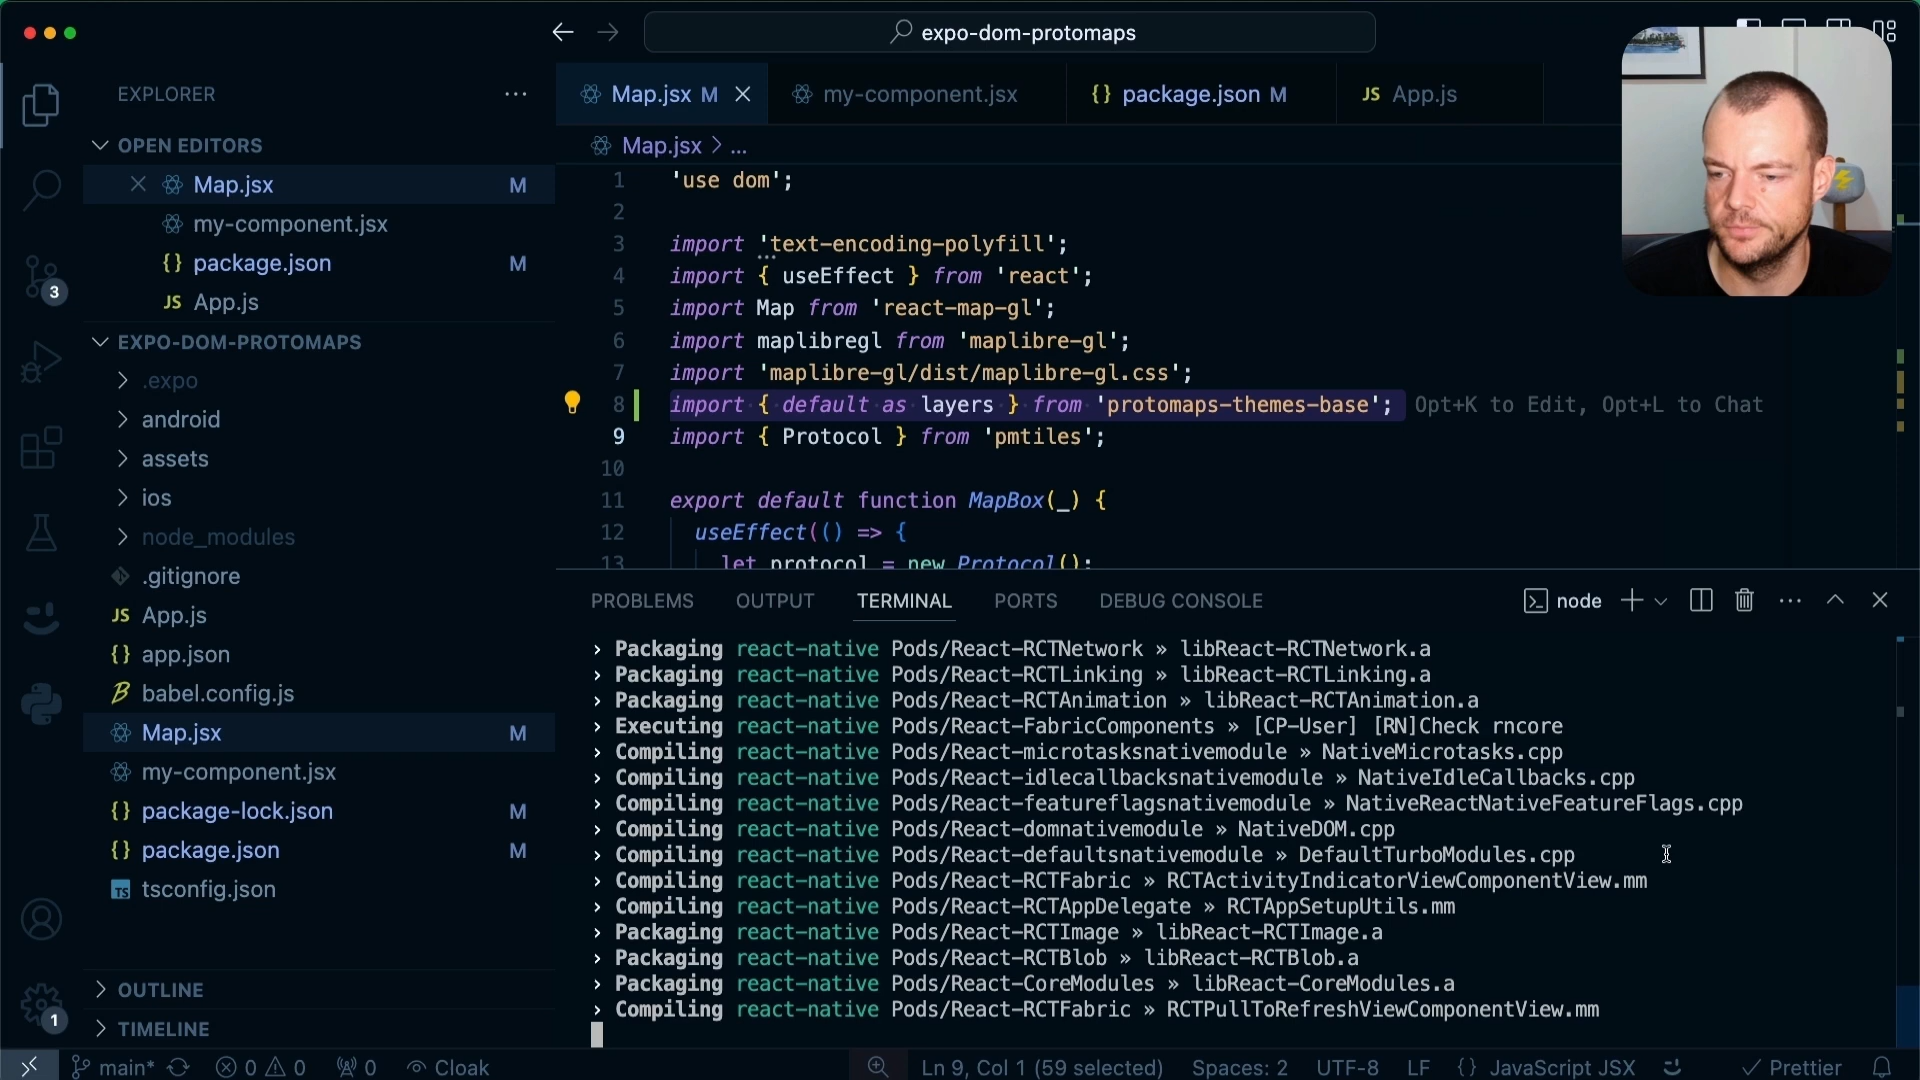 expo-dom-protomaps
EXPLORER
OPEN EDITORS
Map.jsx M
my-component.jsx
package.json M
App.js
EXPO-DOM-PROTOMAPS
.expo
android
assets
ios
node_modules
.gitignore
JS App.js
{} app.json
babel.config.js
Map.jsx M
my-component.jsx
{} package-lock.json M
{} package.json M
TS tsconfig.json
OUTLINE
TIMELINE
3
1
Map.jsx M
my-component.jsx
{} package.json M
JS App.js
Map.jsx > ...
1 'use dom';
2
3 import 'text-encoding-polyfill';
4 import { useEffect } from 'react';
5 import Map from 'react-map-gl';
6 import maplibregl from 'maplibre-gl';
7 import 'maplibre-gl/dist/maplibre-gl.css';
8 import { default as layers } from 'protomaps-themes-base'; Opt+K to Edit, Opt+L to Chat
9 import { Protocol } from 'pmtiles';
10
11 export default function MapBox(_) {
12 useEffect(() => {
13 let protocol = new Protocol();
PROBLEMS OUTPUT TERMINAL PORTS DEBUG CONSOLE
node
› Packaging react-native Pods/React-RCTNetwork » libReact-RCTNetwork.a
› Packaging react-native Pods/React-RCTLinking » libReact-RCTLinking.a
› Packaging react-native Pods/React-RCTAnimation » libReact-RCTAnimation.a
› Executing react-native Pods/React-FabricComponents » [CP-User] [RN]Check rncore
› Compiling react-native Pods/React-microtasksnativemodule » NativeMicrotasks.cpp
› Compiling react-native Pods/React-idlecallbacksnativemodule » NativeIdleCallbacks.cpp
› Compiling react-native Pods/React-featureflagsnativemodule » NativeReactNativeFeatureFlags.cpp
› Compiling react-native Pods/React-domnativemodule » NativeDOM.cpp
› Compiling react-native Pods/React-defaultsnativemodule » DefaultTurboModules.cpp
› Compiling react-native Pods/React-RCTFabric » RCTActivityIndicatorViewComponentView.mm
› Compiling react-native Pods/React-RCTAppDelegate » RCTAppSetupUtils.mm
› Packaging react-native Pods/React-RCTImage » libReact-RCTImage.a
› Packaging react-native Pods/React-RCTBlob » libReact-RCTBlob.a
› Packaging react-native Pods/React-CoreModules » libReact-CoreModules.a
› Compiling react-native Pods/React-RCTFabric » RCTPullToRefreshViewComponentView.mm
main* 0 0 0 Cloak
Ln 9, Col 1 (59 selected) Spaces: 2 UTF-8 LF {} JavaScript JSX Prettier